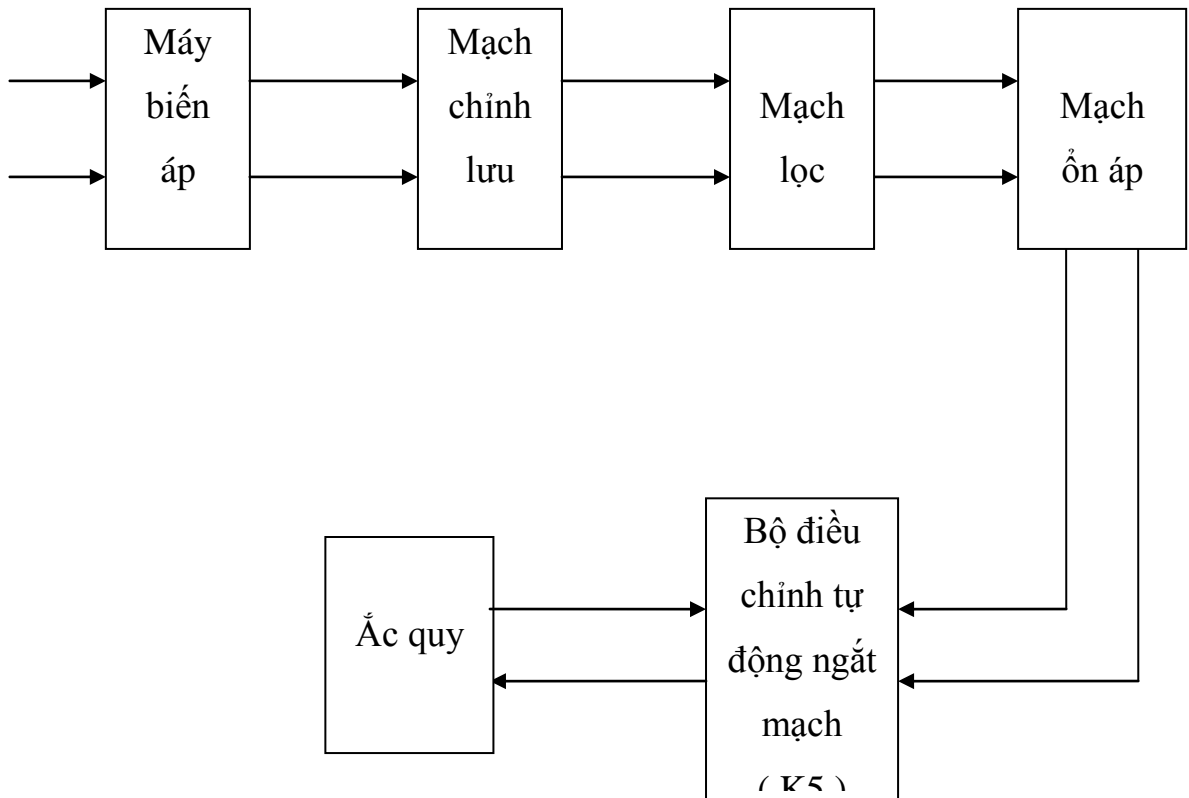 Máy
biến
áp
Mạch
chỉnh
lưu
Mạch
lọc
Mạch
ổn áp
Ắc quy
Bộ điều
chỉnh tự
động ngắt
mạch
( K5 )